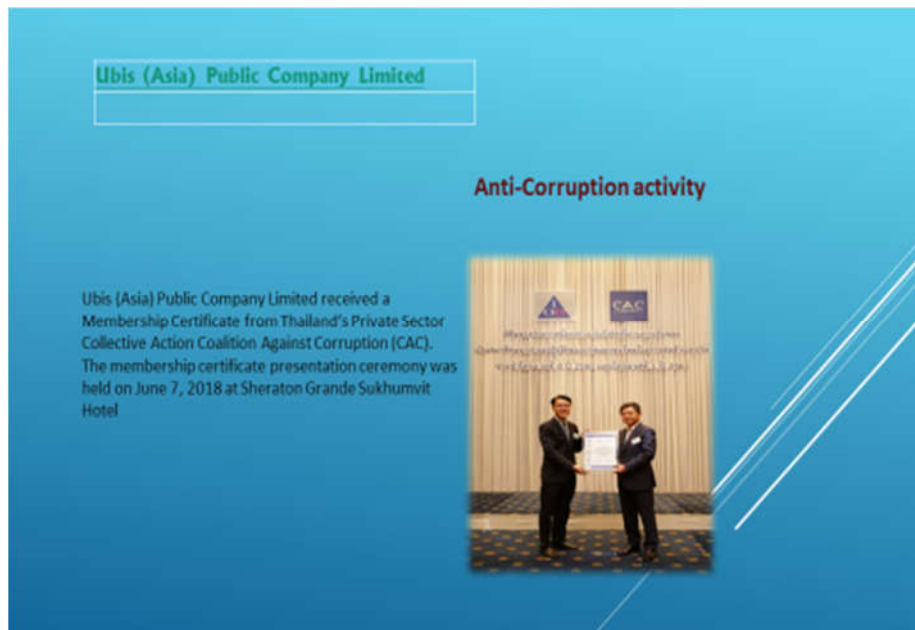 Ubis (Asia) Public Company Limited
Anti-Corruption activity
Ubis (Asia) Public Company Limited received a
Membership Certificate from Thailand's Private Sector
Collective Action Coalition Against Corruption (CAC).
The membership certificate presentation ceremony was
held on June 7, 2018 at Sheraton Grande Sukhumvit
Hotel
CAC